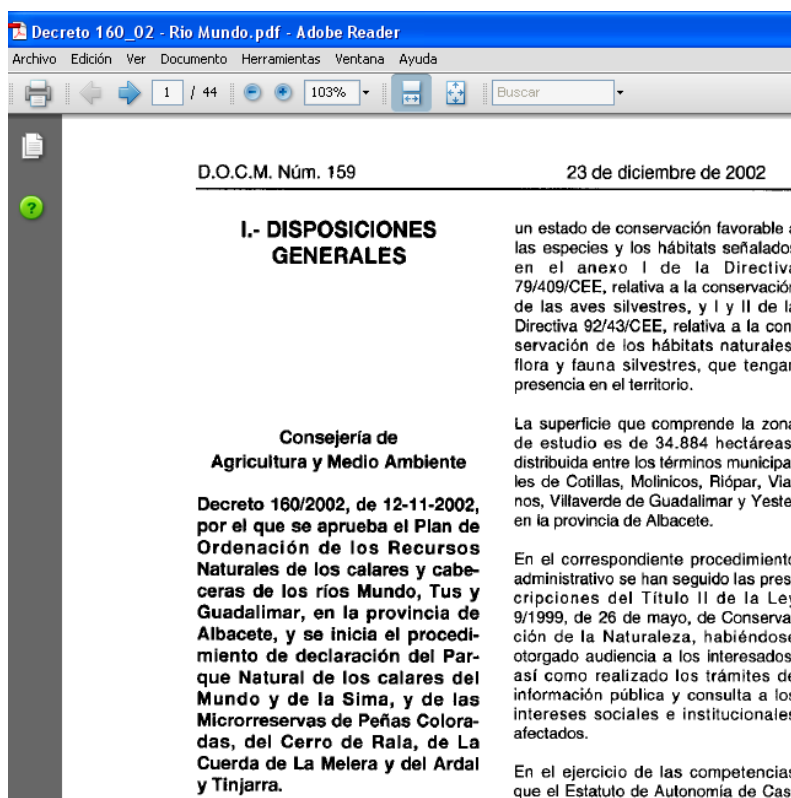 Decreto 160_02 - Rio Mundo.pdf - Adobe Reader
Archivo Edición Ver Documento Herramientas Ventana Ayuda
1 / 44 103% Buscar
D.O.C.M. Núm. 159 23 de diciembre de 2002
I.- DISPOSICIONES
GENERALES
Consejería de
Agricultura y Medio Ambiente
Decreto 160/2002, de 12-11-2002,
por el que se aprueba el Plan de
Ordenación de los Recursos
Naturales de los calares y cabe-
ceras de los ríos Mundo, Tus y
Guadalimar, en la provincia de
Albacete, y se inicia el procedi-
miento de declaración del Par-
que Natural de los calares del
Mundo y de la Sima, y de las
Microrreservas de Peñas Colora-
das, del Cerro de Rala, de La
Cuerda de La Melera y del Ardal
y Tinjarra.
un estado de conservación favorable a
las especies y los hábitats señalados
en el anexo I de la Directiva
79/409/CEE, relativa a la conservación
de las aves silvestres, y I y II de la
Directiva 92/43/CEE, relativa a la con
servación de los hábitats naturales
flora y fauna silvestres, que tengan
presencia en el territorio.
La superficie que comprende la zona
de estudio es de 34.884 hectáreas
distribuida entre los términos municipa
les de Cotillas, Molinicos, Riópar, Via
nos, Villaverde de Guadalimar y Yeste
en la provincia de Albacete.
En el correspondiente procedimiento
administrativo se han seguido las pres
cripciones del Título II de la Ley
9/1999, de 26 de mayo, de Conserva
ción de la Naturaleza, habiéndose
otorgado audiencia a los interesados
así como realizado los trámites de
información pública y consulta a los
intereses sociales e institucionales
afectados.
En el ejercicio de las competencias
que el Estatuto de Autonomía de Cas